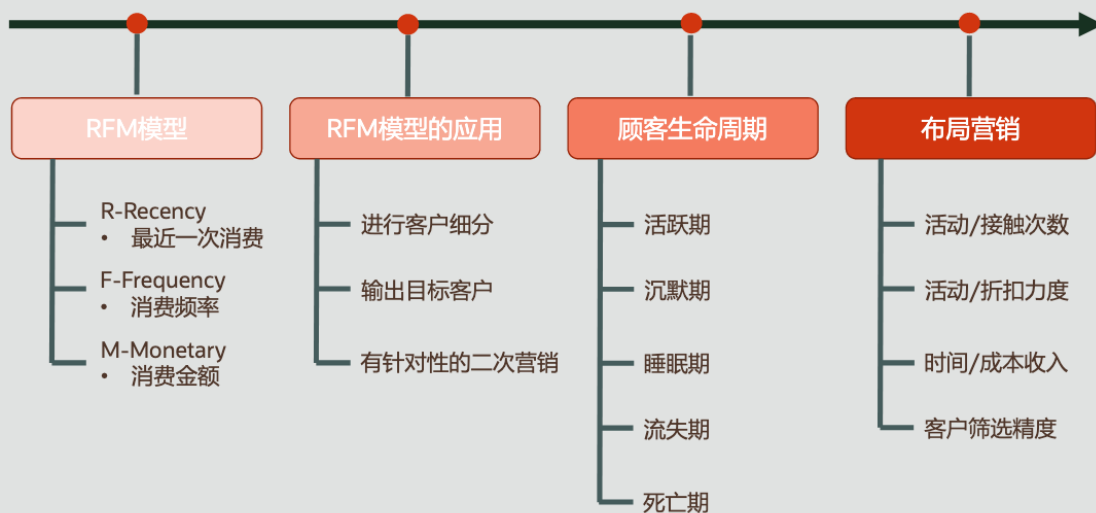 RFM模型
R-Recency
• 最近一次消费
F-Frequency
• 消费频率
M-Monetary
• 消费金额
RFM模型的应用
进行客户细分
输出目标客户
有针对性的二次营销
顾客生命周期
活跃期
沉默期
睡眠期
流失期
死亡期
布局营销
活动/接触次数
活动/折扣力度
时间/成本收入
客户筛选精度